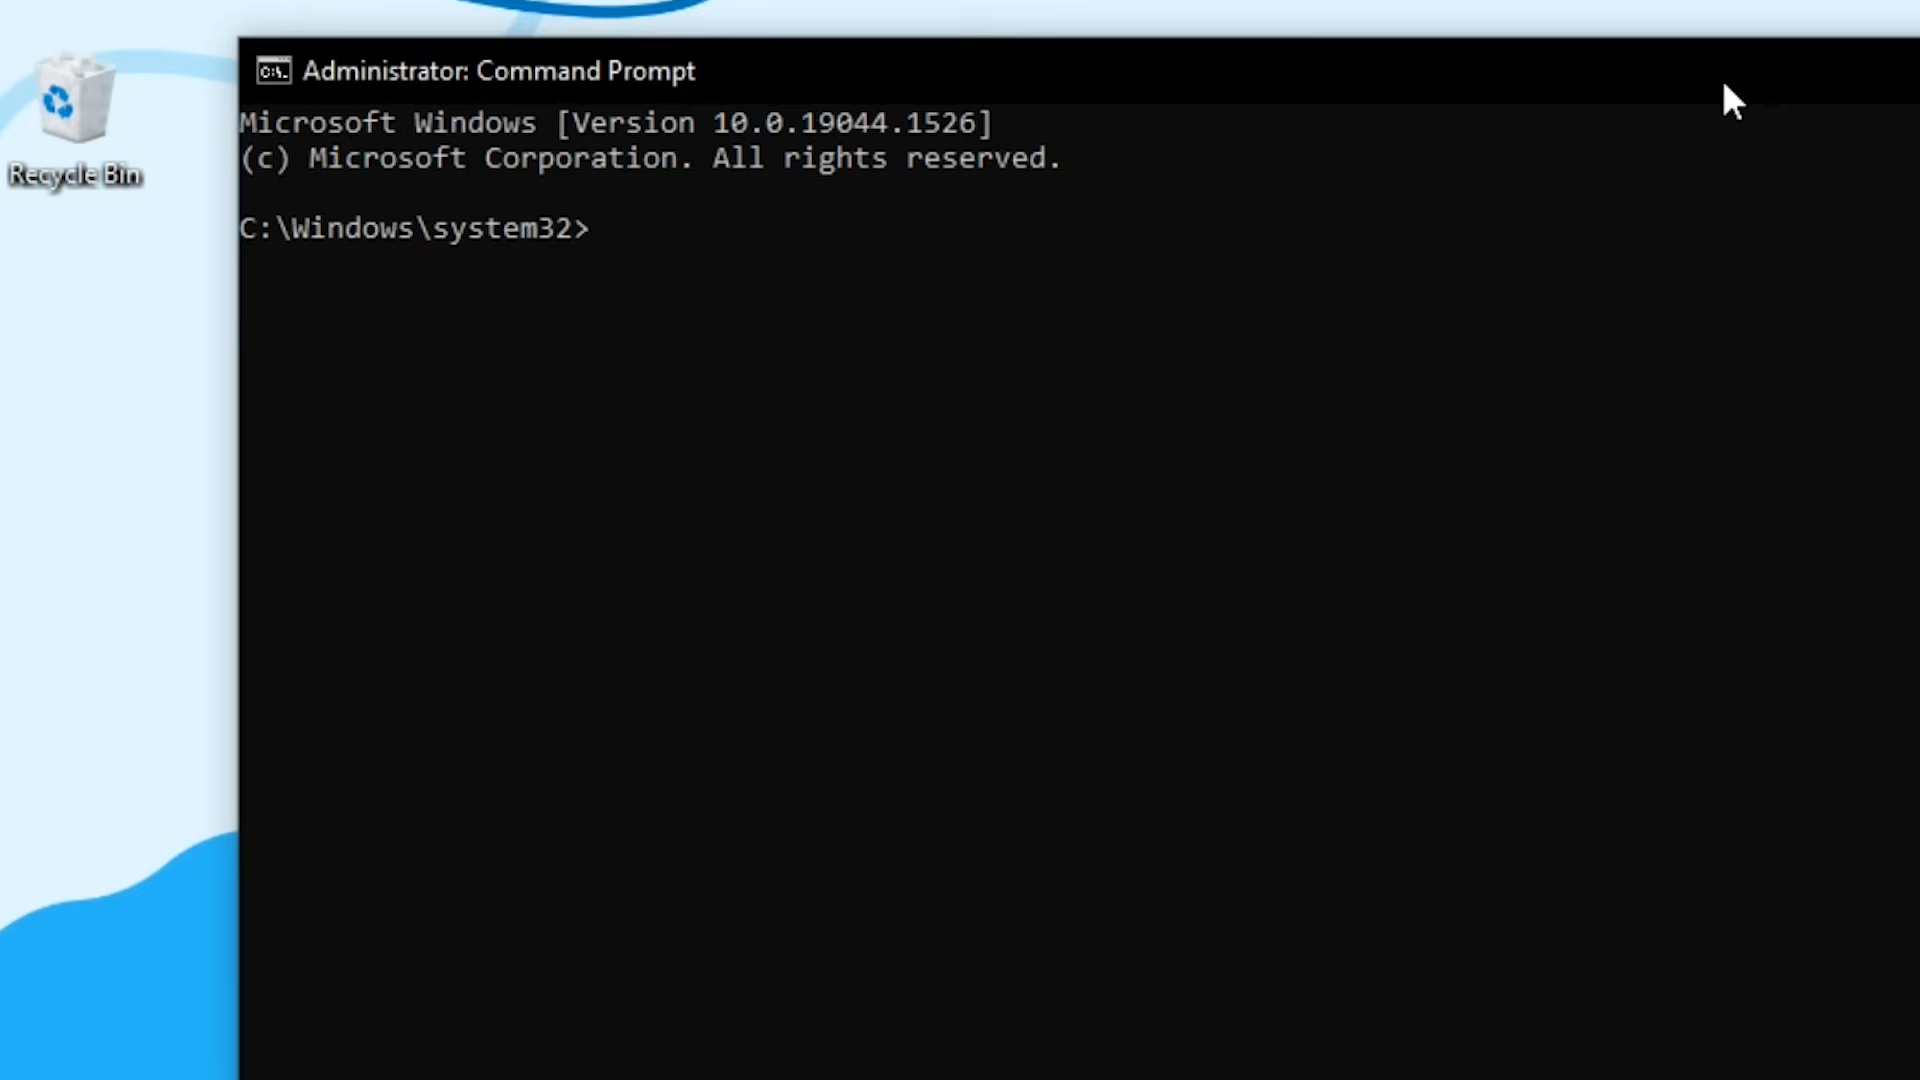 Administrator: Command Prompt
Microsoft Windows [Version 10.0.19044.1526]
(c) Microsoft Corporation. All rights reserved.
C:\Windows\system32>
Recycle Bin